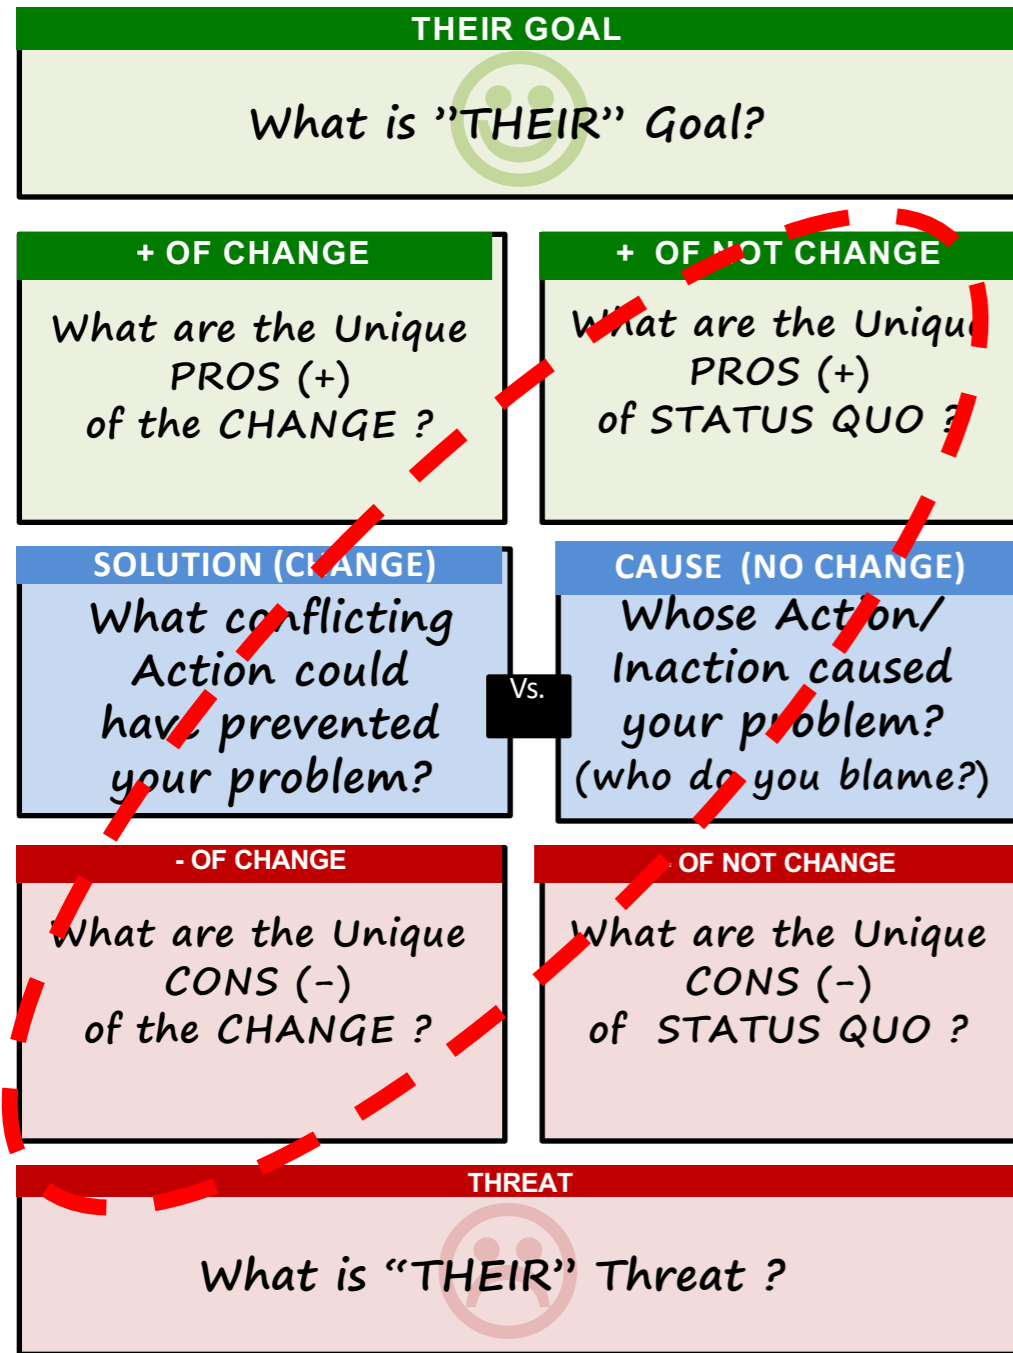 THEIR GOAL
What is ”THEIR” Goal?
+ OF CHANGE
What are the Unique
PROS (+)
of the CHANGE ?
+ OF NOT CHANGE
What are the Unique
PROS (+)
of STATUS QUO ?
SOLUTION (CHANGE)
What conflicting
Action could
have prevented
your problem?
Vs.
CAUSE (NO CHANGE)
Whose Action/
Inaction caused
your problem?
(who do you blame?)
- OF CHANGE
What are the Unique
CONS (-)
of the CHANGE ?
- OF NOT CHANGE
What are the Unique
CONS (-)
of STATUS QUO ?
THREAT
What is “THEIR” Threat ?